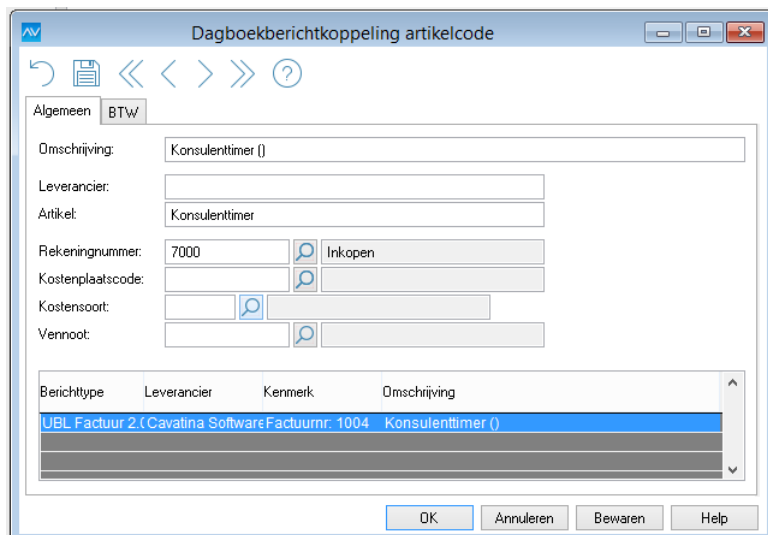 Dagboekberichtkoppeling artikelcode
Algemeen BTW
Omschrijving: Konsulenttimer ()
Leverancier:
Artikel: Konsulenttimer
Rekeningnummer: 7000 Inkopen
Kostenplaatscode:
Kostensoort:
Vennoot:
Berichttype Leverancier Kenmerk Omschrijving
UBL Factuur 2.( Cavatina Software Factuurnr: 1004 Konsulenttimer ()
OK Annuleren Bewaren Help